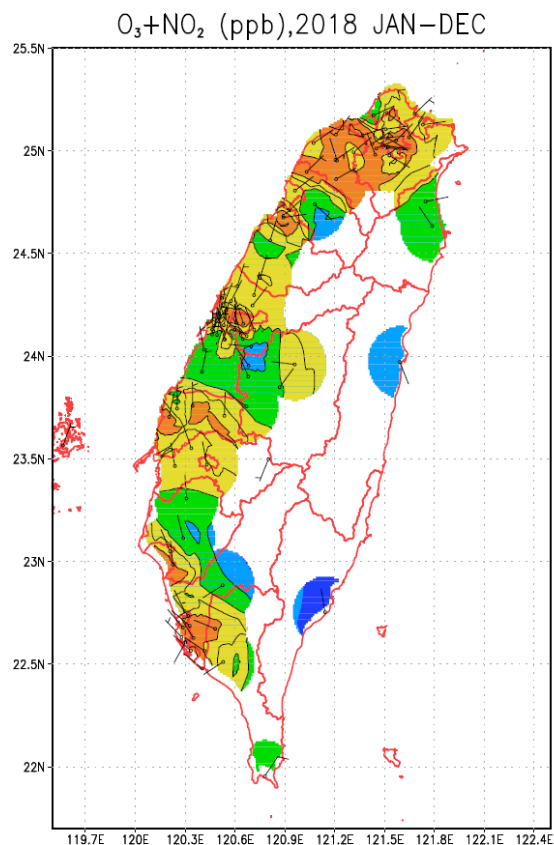 O₃+NO₂ (ppb),2018 JAN–DEC
25.5N
25N
24.5N
24N
23.5N
23N
22.5N
22N
119.7E 120E 120.3E 120.6E 120.9E 121.2E 121.5E 121.8E 122.1E 122.4E